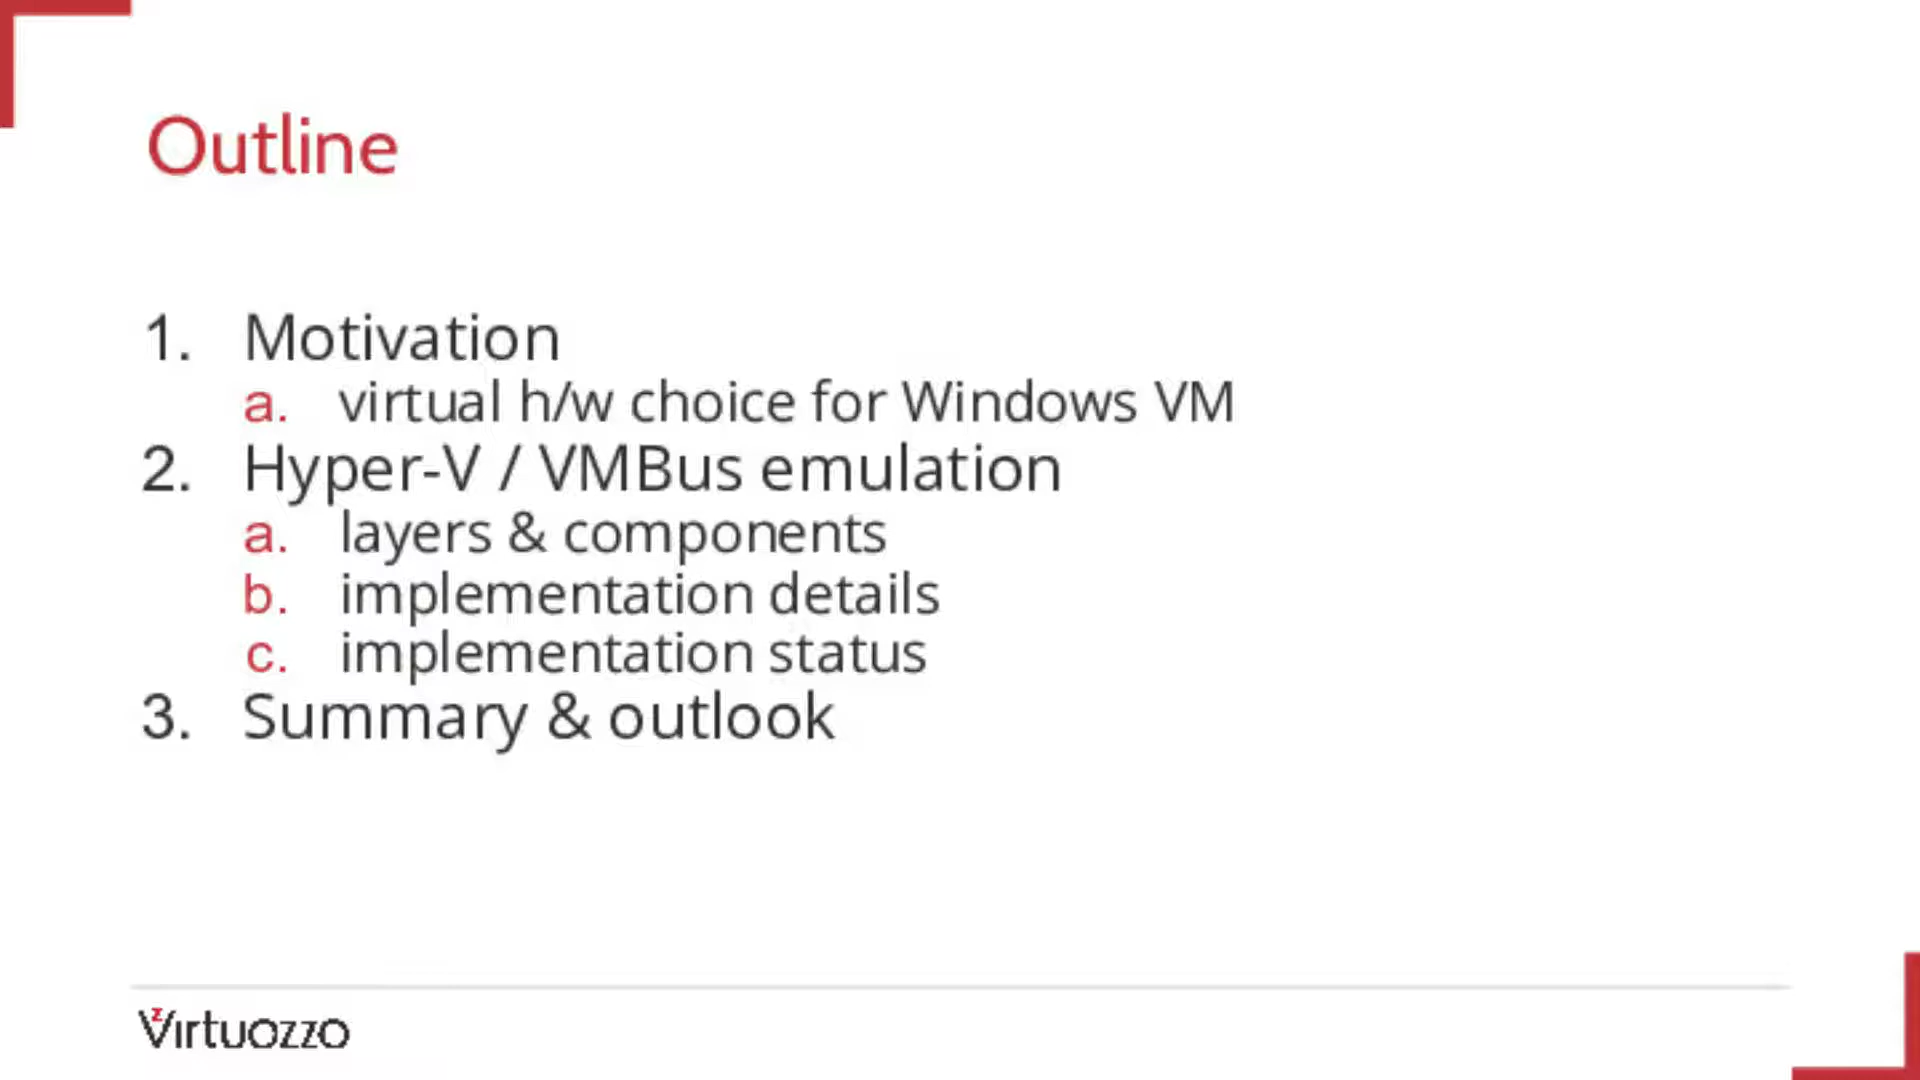 Outline
1. Motivation
a. virtual h/w choice for Windows VM
2. Hyper-V / VMBus emulation
a. layers & components
b. implementation details
c. implementation status
3. Summary & outlook
Virtuozzo